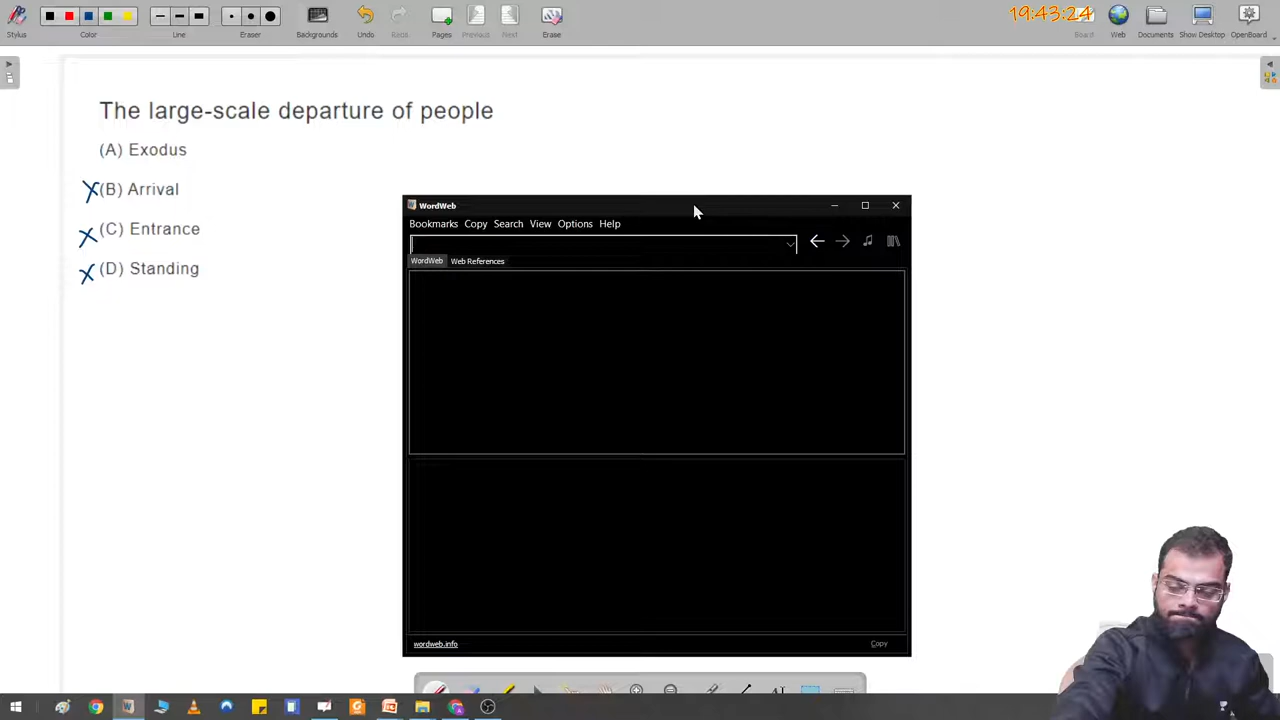 19:43:24
Stylus
Color
Line
Eraser
Backgrounds
Undo
Redo
Pages
Previous
Next
Erase
Board
Web
Documents
Show Desktop
OpenBoard
The large-scale departure of people
(A) Exodus
X (B) Arrival
X (C) Entrance
X (D) Standing
WordWeb
Bookmarks Copy Search View Options Help
WordWeb Web References
wordweb.info
Copy